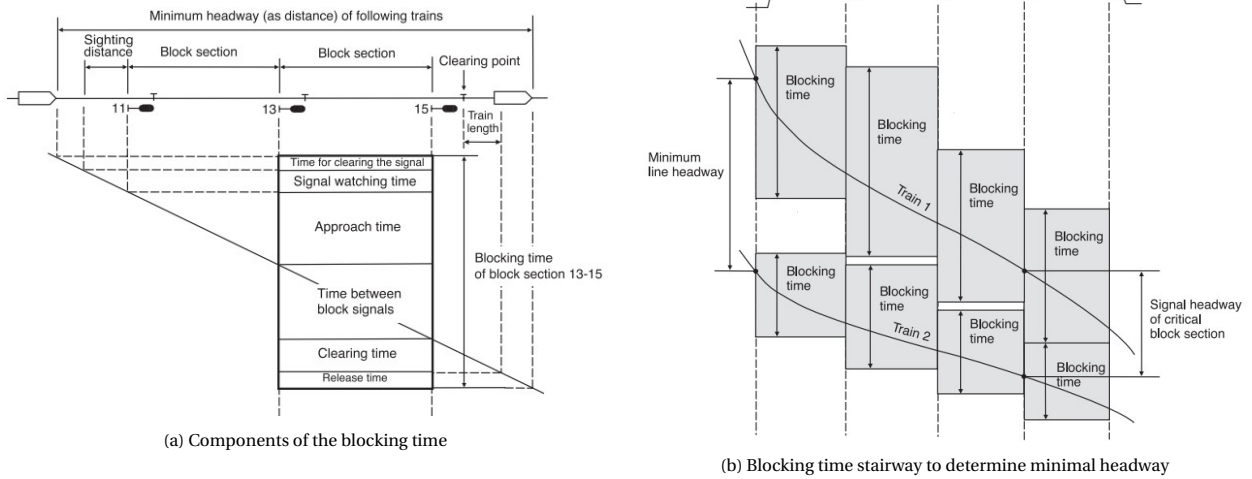 Minimum headway (as distance) of following trains
Sighting
distance
Block section
Block section
Clearing point
11
13
15
Train
length
Time for clearing the signal
Signal watching time
Approach time
Time between
block signals
Clearing time
Release time
Blocking time
of block section 13-15
(a) Components of the blocking time
Blocking
time
Blocking
time
Minimum
line headway
Train 1
Blocking
time
Blocking
time
Blocking
time
Blocking
time
Train 2
Blocking
time
Blocking
time
Signal headway
of critical
block section
(b) Blocking time stairway to determine minimal headway